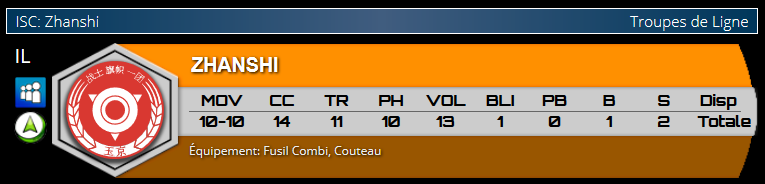 ISC: Zhanshi Troupes de Ligne
IL
战士旗帜一团
玉京
ZHANSHI
MOV CC TR PH VOL BLI PB B S Disp
10-10 14 11 10 13 1 0 1 2 Totale
Équipement: Fusil Combi, Couteau